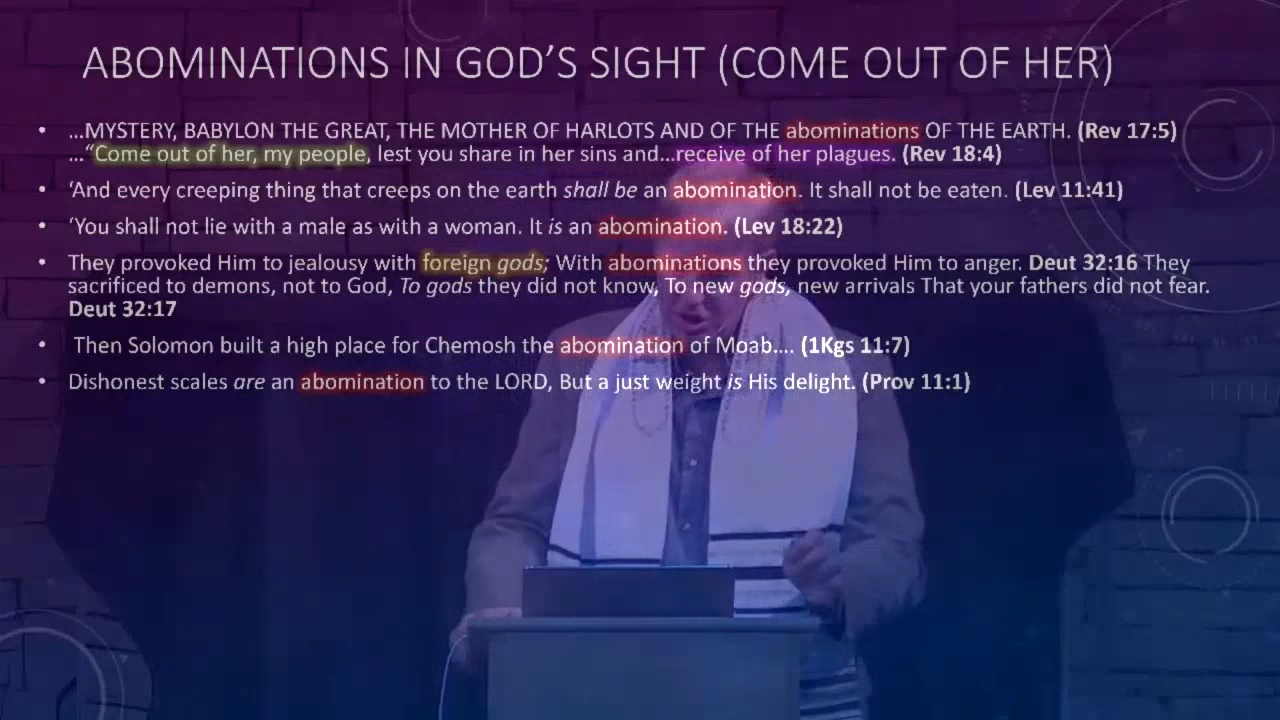 ABOMINATIONS IN GOD'S SIGHT (COME OUT OF HER)
• …MYSTERY, BABYLON THE GREAT, THE MOTHER OF HARLOTS AND OF THE abominations OF THE EARTH. (Rev 17:5)
…“Come out of her, my people, lest you share in her sins and…receive of her plagues. (Rev 18:4)
• ‘And every creeping thing that creeps on the earth shall be an abomination. It shall not be eaten. (Lev 11:41)
• ‘You shall not lie with a male as with a woman. It is an abomination. (Lev 18:22)
• They provoked Him to jealousy with foreign gods; With abominations they provoked Him to anger. Deut 32:16 They
sacrificed to demons, not to God, To gods they did not know, To new gods, new arrivals That your fathers did not fear.
Deut 32:17
• Then Solomon built a high place for Chemosh the abomination of Moab…. (1Kgs 11:7)
• Dishonest scales are an abomination to the LORD, But a just weight is His delight. (Prov 11:1)